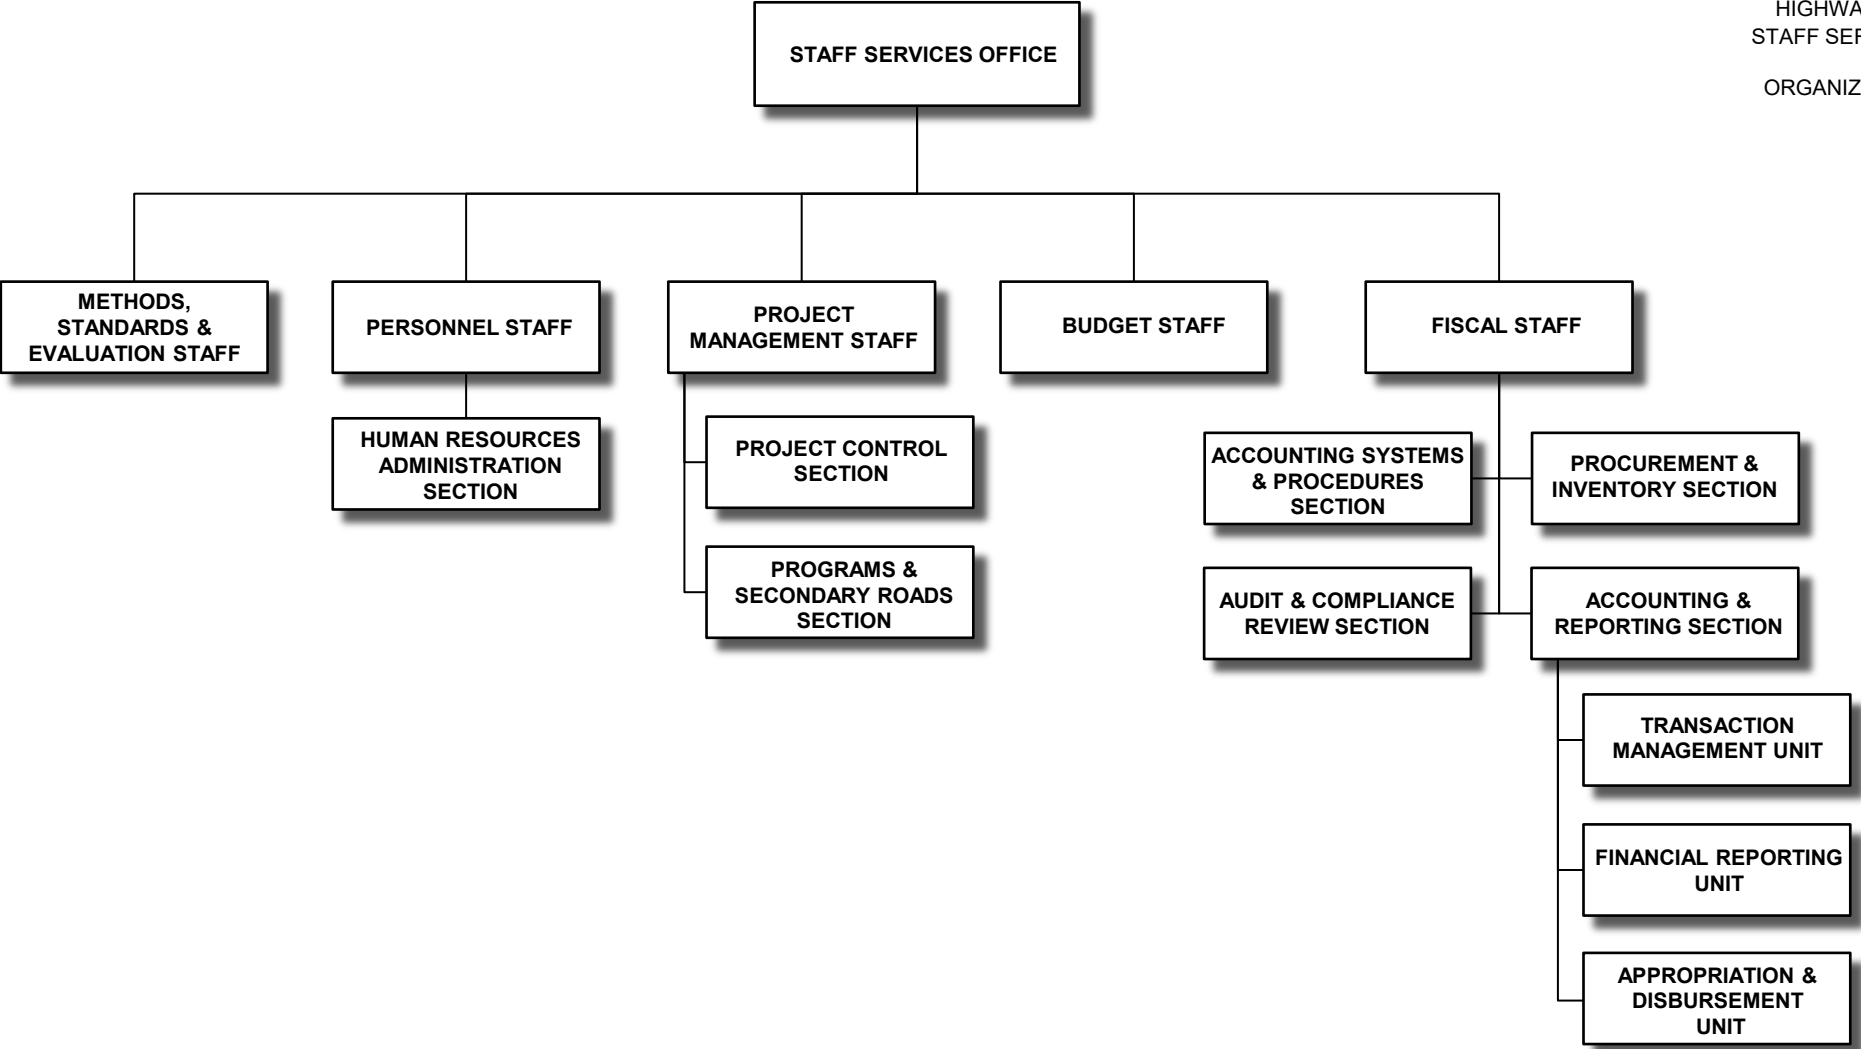 HIGHWA
STAFF SER
ORGANIZ
STAFF SERVICES OFFICE
METHODS,
STANDARDS &
EVALUATION STAFF
PERSONNEL STAFF
PROJECT
MANAGEMENT STAFF
BUDGET STAFF
FISCAL STAFF
HUMAN RESOURCES
ADMINISTRATION
SECTION
PROJECT CONTROL
SECTION
PROGRAMS &
SECONDARY ROADS
SECTION
ACCOUNTING SYSTEMS
& PROCEDURES
SECTION
PROCUREMENT &
INVENTORY SECTION
AUDIT & COMPLIANCE
REVIEW SECTION
ACCOUNTING &
REPORTING SECTION
TRANSACTION
MANAGEMENT UNIT
FINANCIAL REPORTING
UNIT
APPROPRIATION &
DISBURSEMENT
UNIT